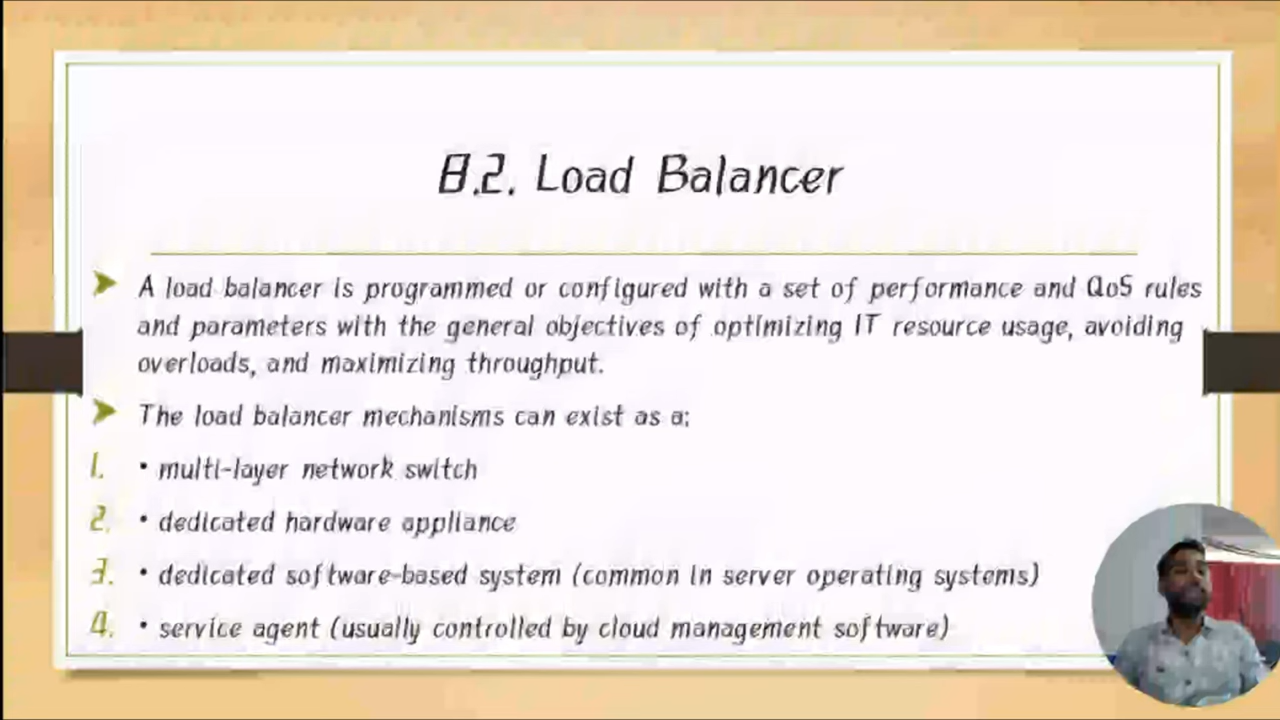 8.2. Load Balancer
➤ A load balancer is programmed or configured with a set of performance and QoS rules
and parameters with the general objectives of optimizing IT resource usage, avoiding
overloads, and maximizing throughput.
➤ The load balancer mechanisms can exist as a:
1. • multi-layer network switch
2. • dedicated hardware appliance
3. • dedicated software-based system (common in server operating systems)
4. • service agent (usually controlled by cloud management software)